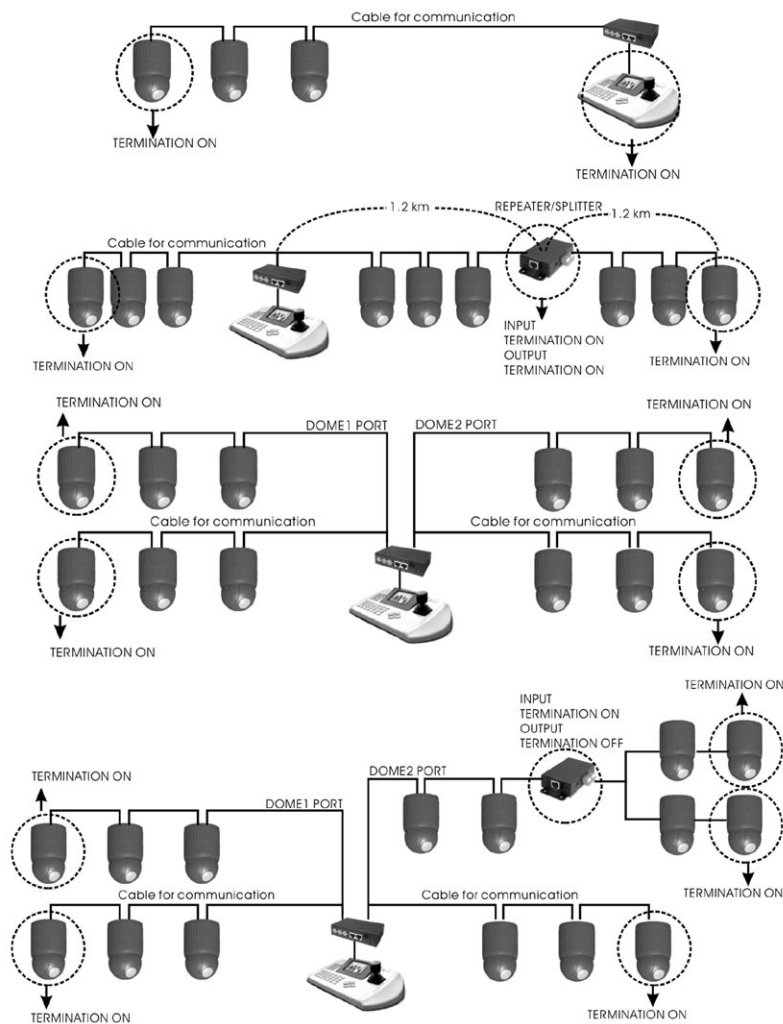 Cable for communication
TERMINATION ON
TERMINATION ON
1.2 km
REPEATER/SPLITTER
1.2 km
Cable for communication
TERMINATION ON
INPUT
TERMINATION ON
OUTPUT
TERMINATION ON
TERMINATION ON
TERMINATION ON
DOME1 PORT
DOME2 PORT
TERMINATION ON
Cable for communication
Cable for communication
TERMINATION ON
TERMINATION ON
TERMINATION ON
INPUT
TERMINATION ON
OUTPUT
TERMINATION OFF
TERMINATION ON
DOME1 PORT
DOME2 PORT
Cable for communication
Cable for communication
TERMINATION ON
TERMINATION ON
TERMINATION ON